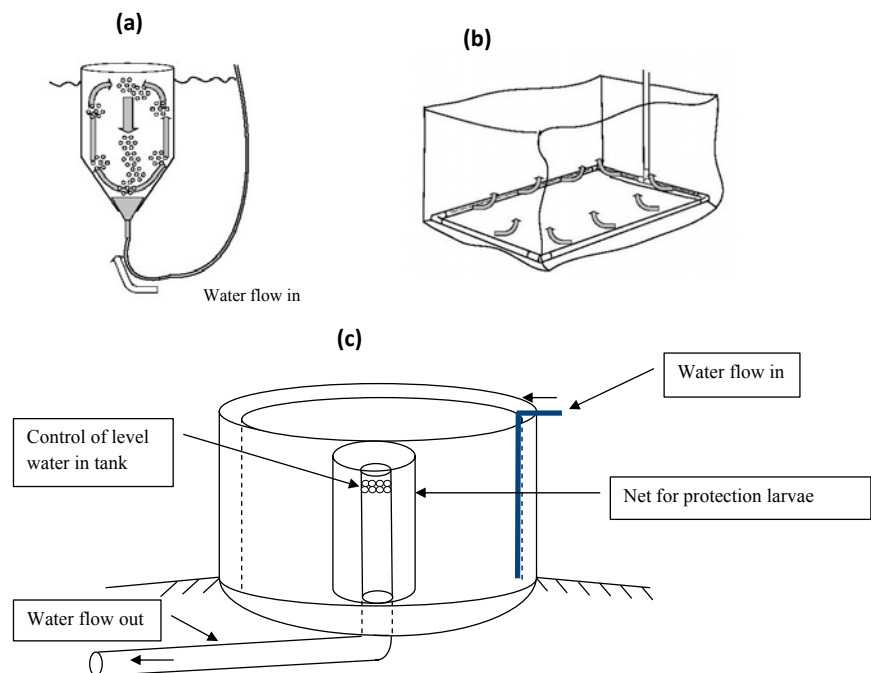 (a)
(b)
Water flow in
(c)
Water flow in
Control of level
water in tank
Net for protection larvae
Water flow out